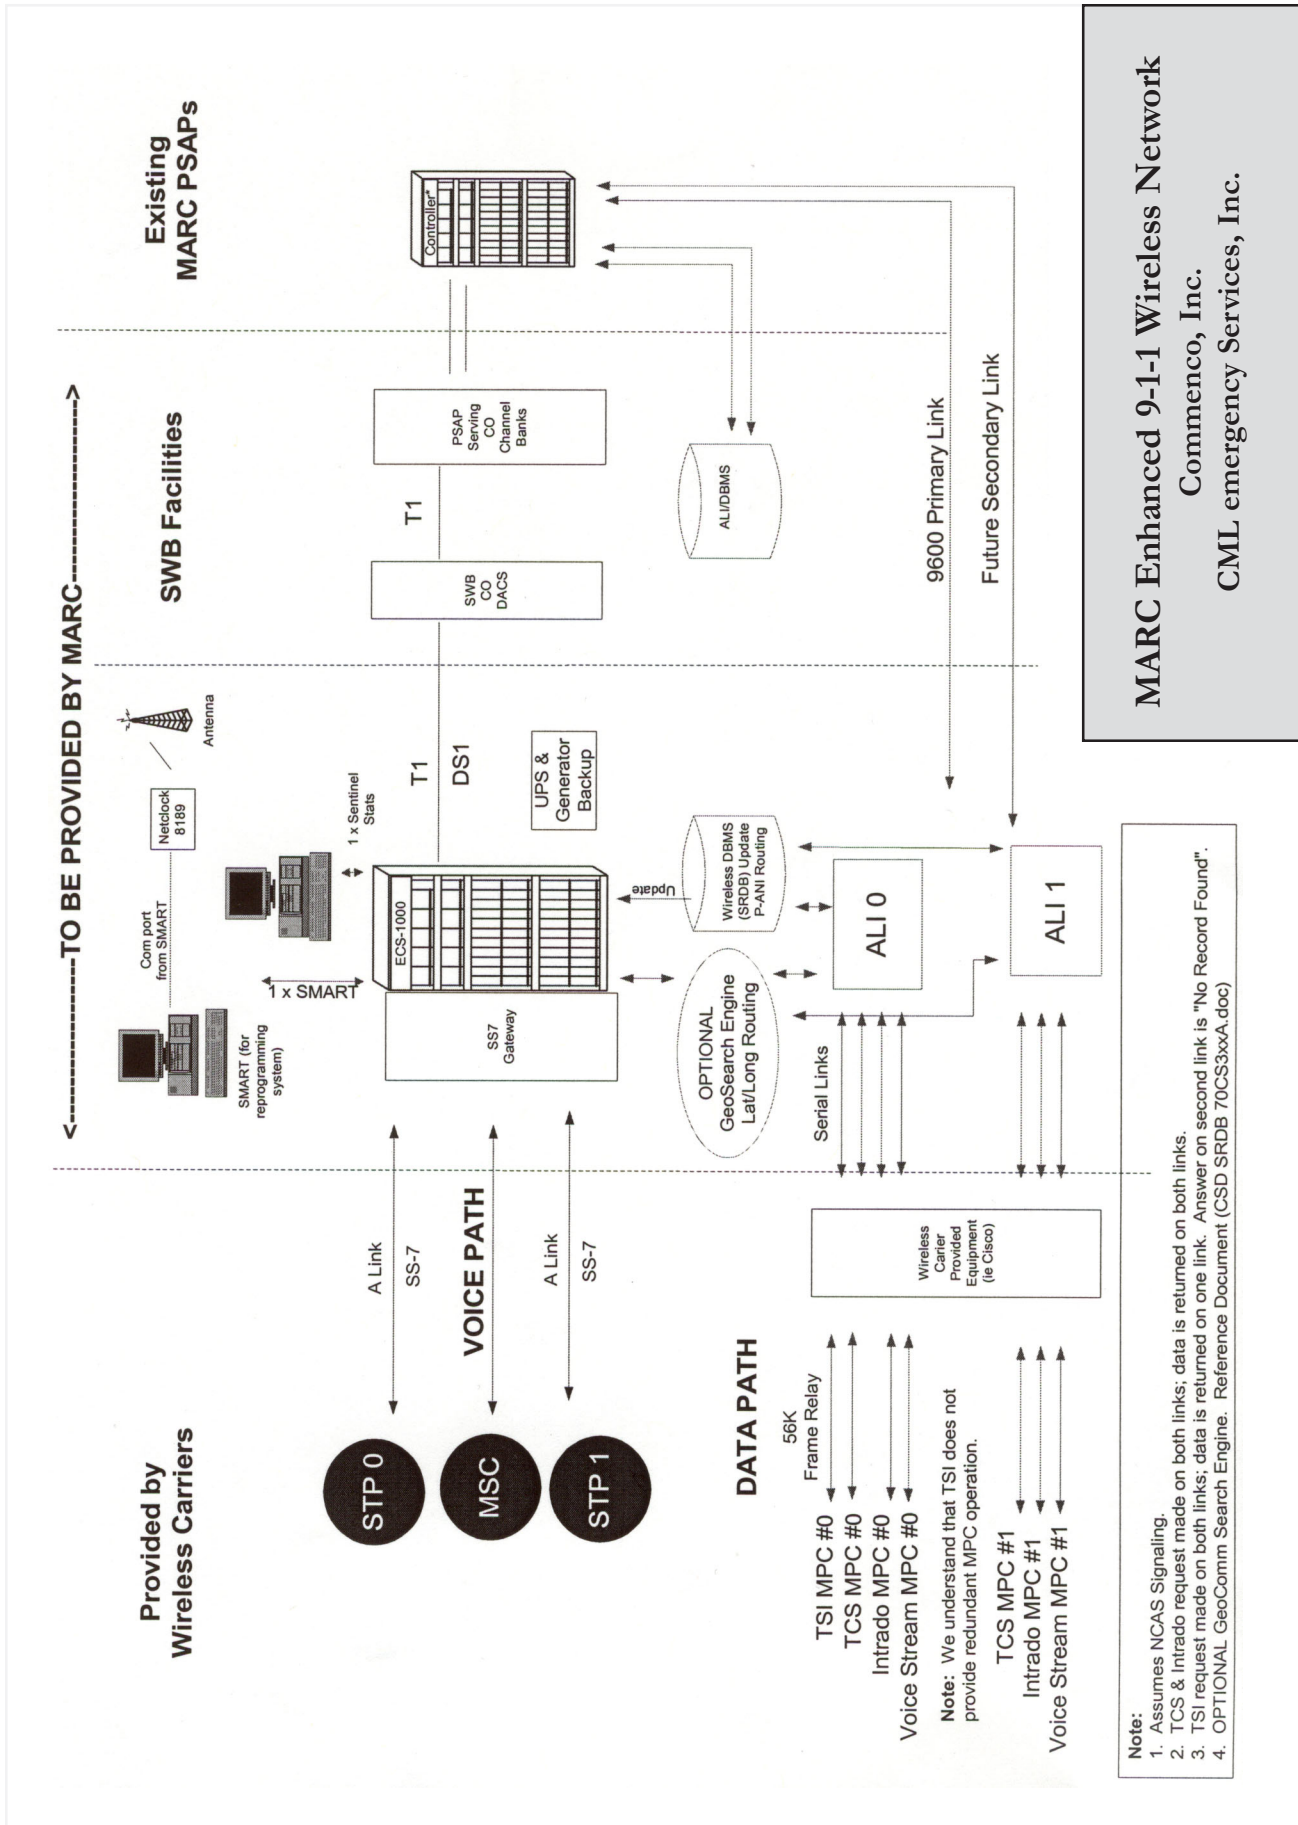 Provided by
Wireless Carriers
<-----------------TO BE PROVIDED BY MARC----------------->
SWB Facilities
Existing
MARC PSAPs
SMART (for
reprogramming
system)
Com port
from SMART
Netclock
8189
Antenna
1 x SMART
1 x Sentinel
Stats
STP 0
MSC
STP 1
A Link
SS-7
VOICE PATH
A Link
SS-7
SS7
Gateway
ECS-1000
T1
DS1
UPS &
Generator
Backup
SWB
CO
DACS
T1
PSAP
Serving
CO
Channel
Banks
Controller*
DATA PATH
56K
Frame Relay
TSI MPC #0
TCS MPC #0
Intrado MPC #0
Voice Stream MPC #0
Note: We understand that TSI does not
provide redundant MPC operation.
TCS MPC #1
Intrado MPC #1
Voice Stream MPC #1
Wireless
Carier
Provided
Equipment
(ie Cisco)
Serial Links
OPTIONAL
GeoSearch Engine
Lat/Long Routing
Update
Wireless DBMS
(SRDB) Update
P-ANI Routing
ALI 0
ALI 1
ALI/DBMS
9600 Primary Link
Future Secondary Link
Note:
1. Assumes NCAS Signaling.
2. TCS & Intrado request made on both links; data is returned on both links.
3. TSI request made on both links; data is returned on one link. Answer on second link is "No Record Found".
4. OPTIONAL GeoComm Search Engine. Reference Document (CSD SRDB 70CS3xxA.doc)
MARC Enhanced 9-1-1 Wireless Network
Commenco, Inc.
CML emergency Services, Inc.